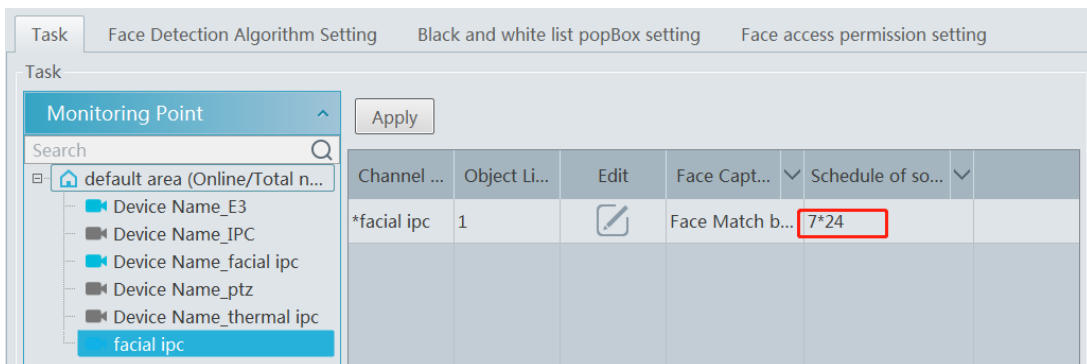 Task Face Detection Algorithm Setting Black and white list popBox setting Face access permission setting
Task
Monitoring Point
Apply
Search
default area (Online/Total n...
Channel ... Object Li... Edit Face Capt... Schedule of so...
Device Name_E3
*facial ipc 1 Face Match b... 7*24
Device Name_IPC
Device Name_facial ipc
Device Name_ptz
Device Name_thermal ipc
facial ipc